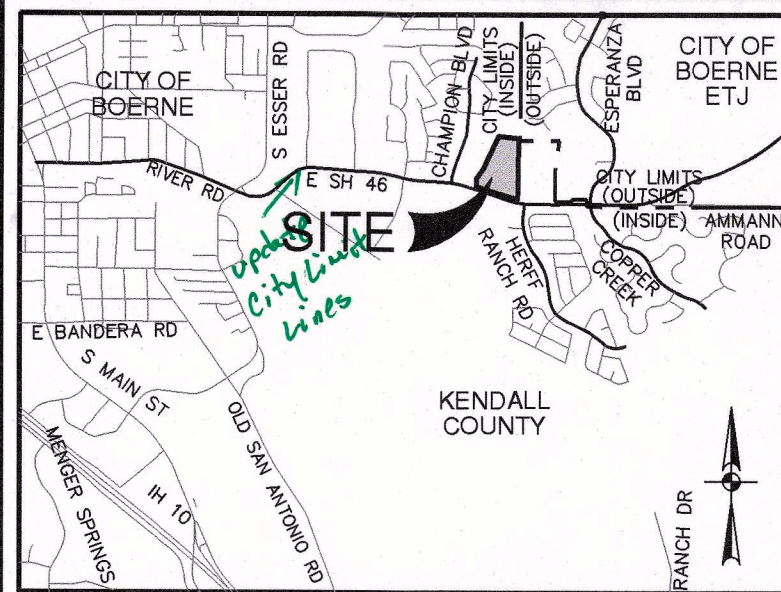 CITY OF
BOERNE
S ESSER RD
CHAMPION BLVD
CITY LIMITS
(INSIDE)
(OUTSIDE)
ESPERANZA
BLVD
CITY OF
BOERNE
ETJ
RIVER RD
E SH 46
CITY LIMITS
(OUTSIDE)
(INSIDE)
AMMANN
ROAD
SITE
update
City Limit
Lines
HERFF
RANCH RD
COPPER
CREEK
E BANDERA RD
S MAIN ST
OLD SAN ANTONIO RD
KENDALL
COUNTY
MENGER SPRINGS
IH 10
RANCH DR